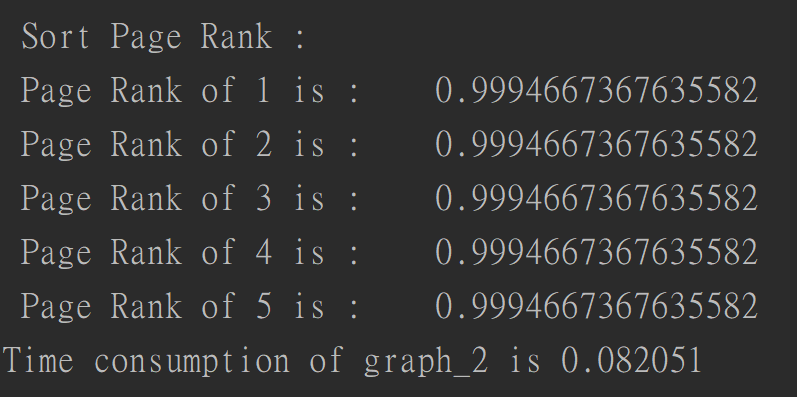 Sort Page Rank :
Page Rank of 1 is : 0.9994667367635582
Page Rank of 2 is : 0.9994667367635582
Page Rank of 3 is : 0.9994667367635582
Page Rank of 4 is : 0.9994667367635582
Page Rank of 5 is : 0.9994667367635582
Time consumption of graph_2 is 0.082051